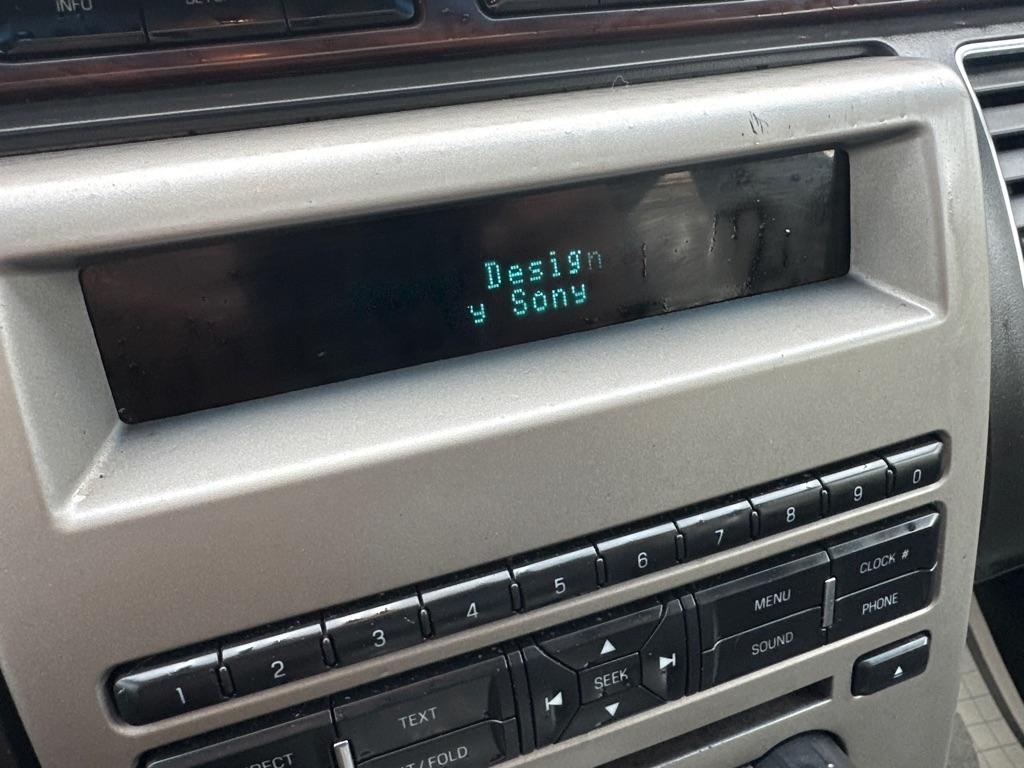 INFO
Design
y Sony
1 2 3 4 5 6 7 8 9 0
MENU
CLOCK #
SOUND
PHONE
SEEK
TEXT